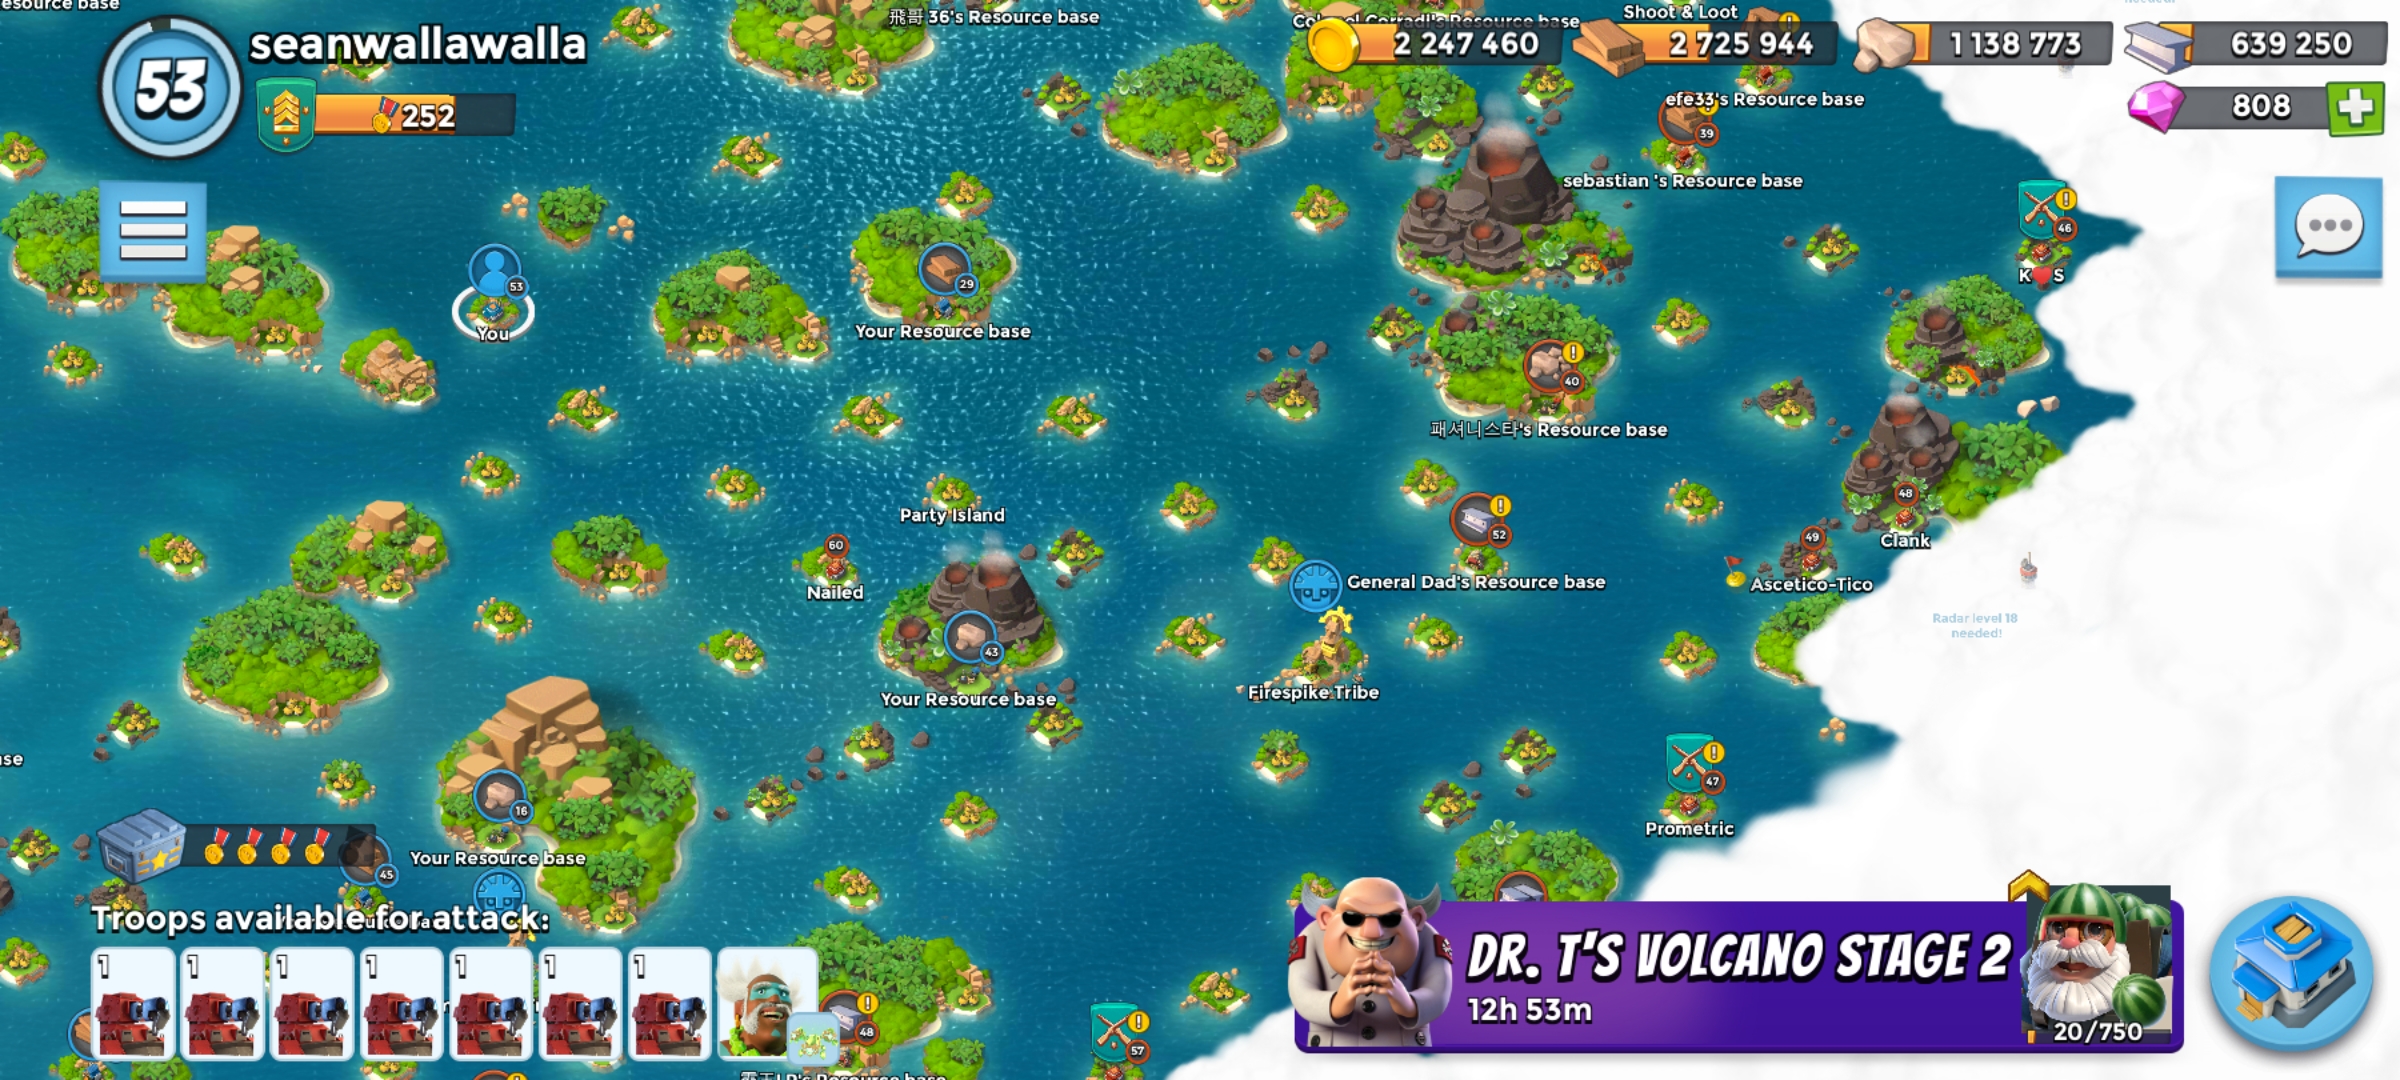 esource base
飛哥 36's Resource base
Shoot & Loot
53
seanwallawalla
252
2 247 460
2 725 944
1 138 773
639 250
808
efe33's Resource base
39
sebastian 's Resource base
46
K❤️S
53
You
29
Your Resource base
40
패셔니스타's Resource base
Party Island
60
Nailed
52
General Dad's Resource base
48
Clank
49
Ascetico-Tico
Radar level 18
needed!
43
Your Resource base
Firespike Tribe
47
Prometric
16
Your Resource base
45
Troops available for attack:
1
1
1
1
1
1
1
48
57
DR. T'S VOLCANO STAGE 2
12h 53m
20/750